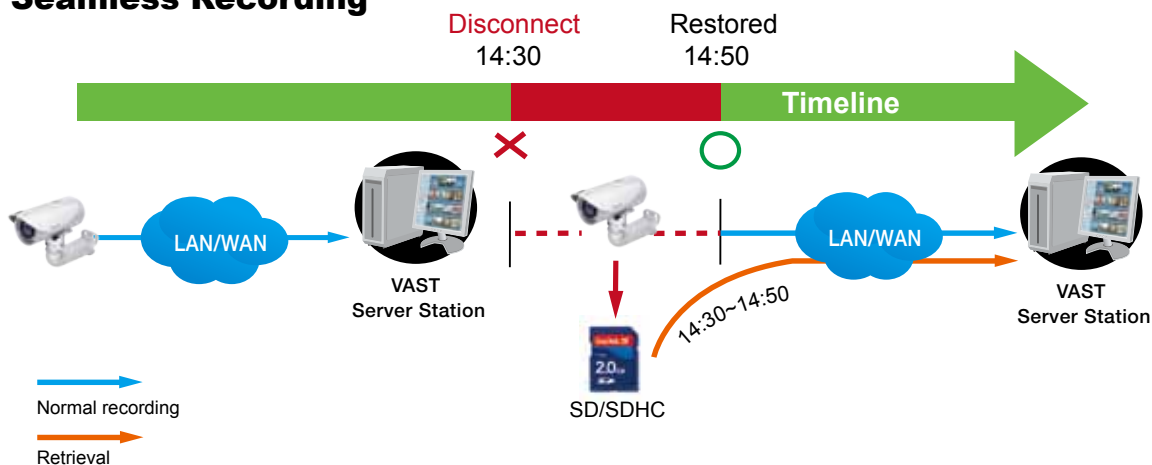 Seamless Recording
Disconnect
14:30
Restored
14:50
Timeline
LAN/WAN
VAST
Server Station
14:30~14:50
LAN/WAN
VAST
Server Station
2.0
SD/SDHC
Normal recording
Retrieval